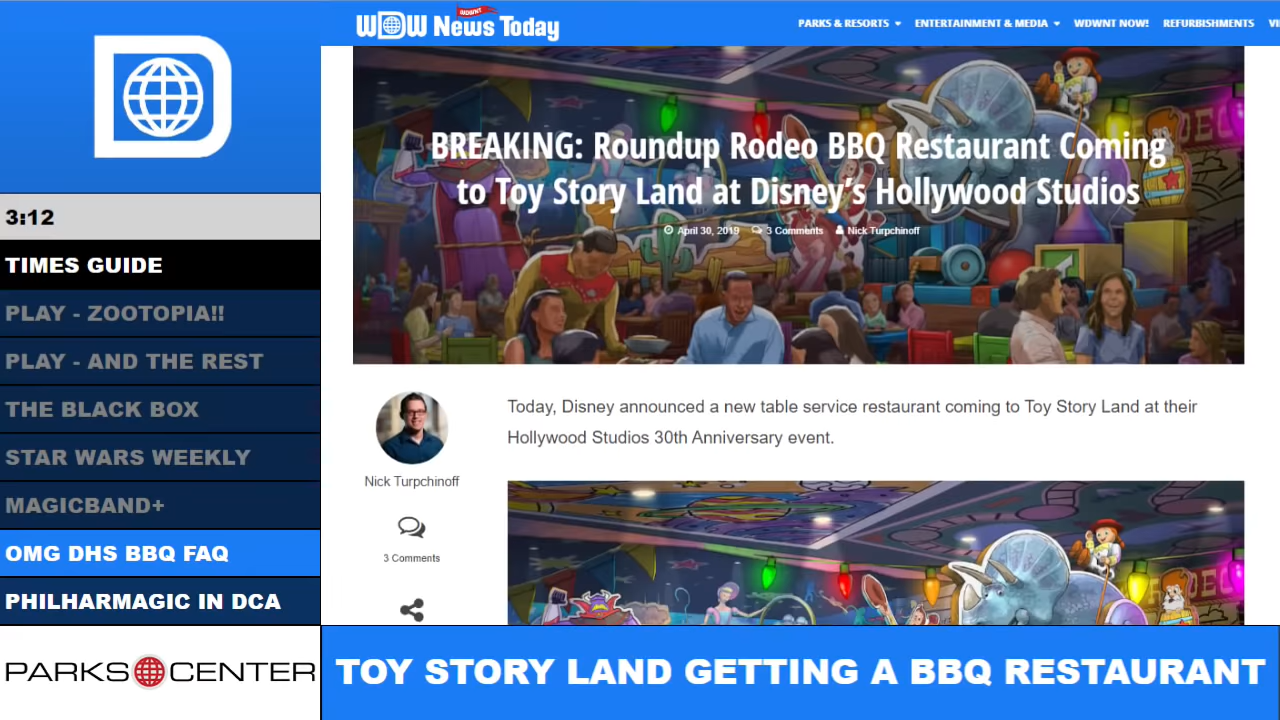 WDW News Today
WDWNT
PARKS & RESORTS
ENTERTAINMENT & MEDIA
WDWNT NOW!
REFURBISHMENTS
BREAKING: Roundup Rodeo BBQ Restaurant Coming
to Toy Story Land at Disney's Hollywood Studios
April 30, 2019 3 Comments Nick Turpchinoff
3:12
TIMES GUIDE
PLAY - ZOOTOPIA!!
PLAY - AND THE REST
THE BLACK BOX
STAR WARS WEEKLY
MAGICBAND+
OMG DHS BBQ FAQ
PHILHARMAGIC IN DCA
Today, Disney announced a new table service restaurant coming to Toy Story Land at their
Hollywood Studios 30th Anniversary event.
Nick Turpchinoff
3 Comments
PARKS CENTER
TOY STORY LAND GETTING A BBQ RESTAURANT